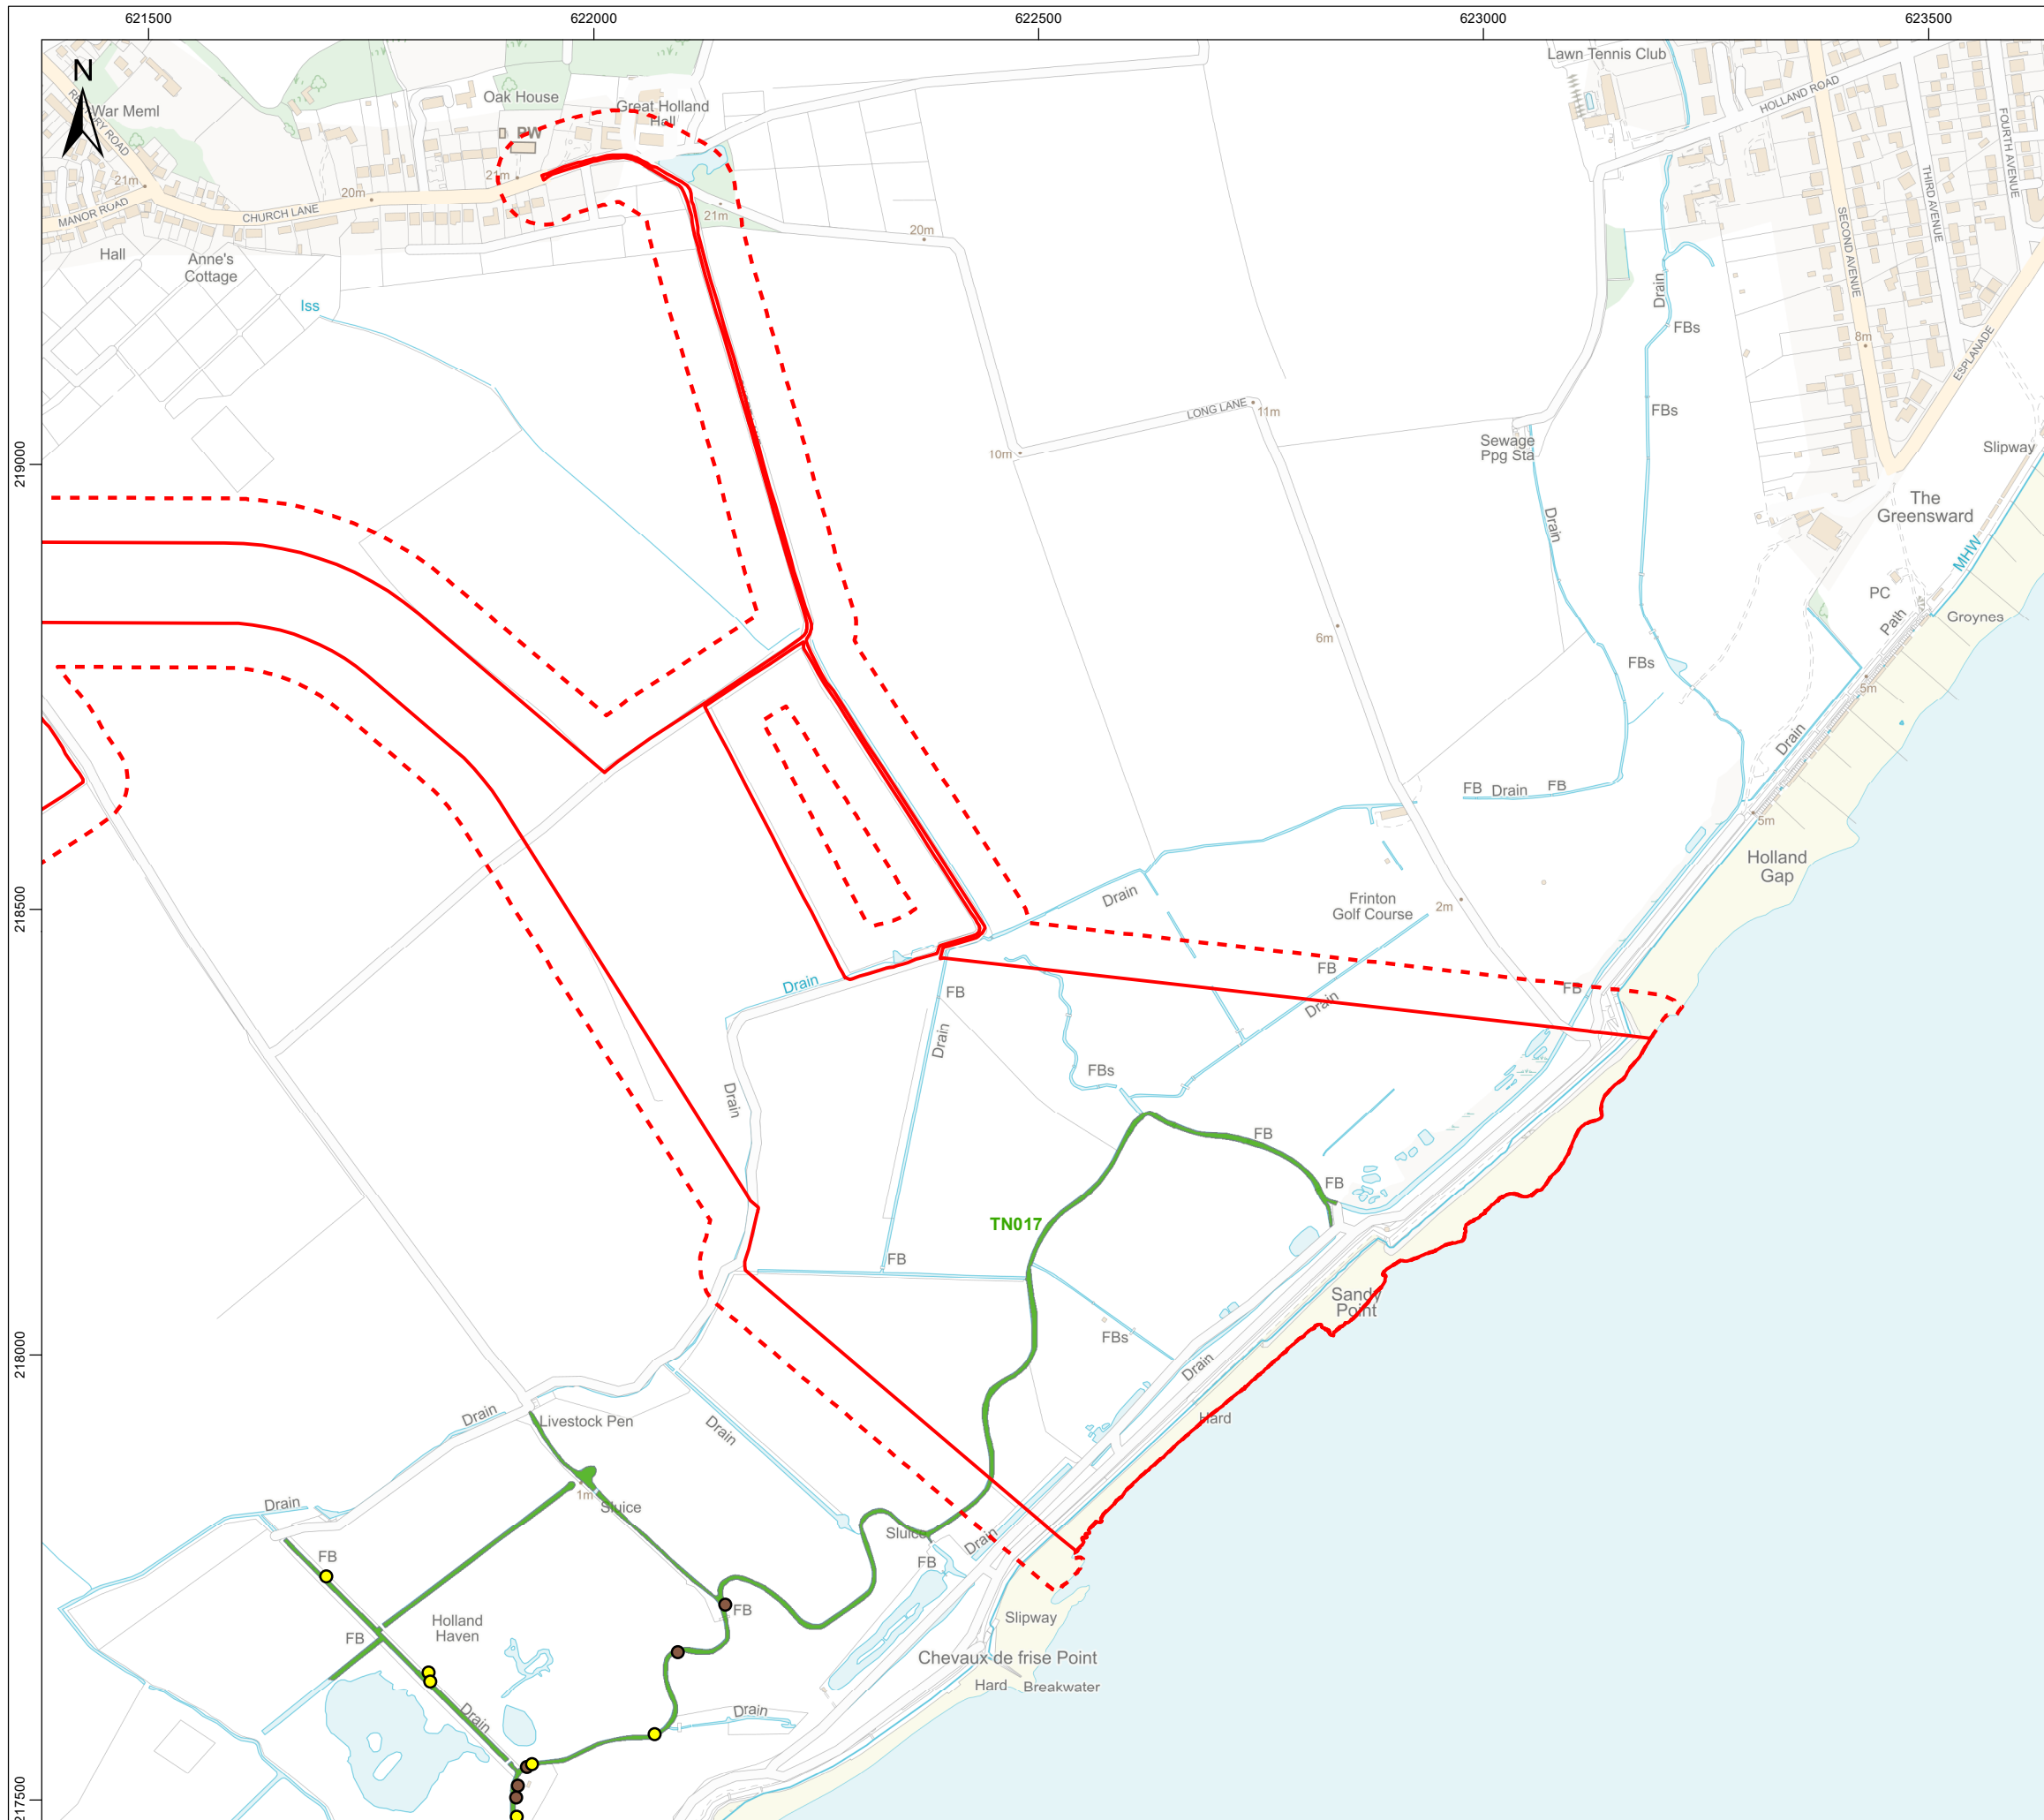 621500
622000
622500
623000
623500
N
War Meml
RECTORY ROAD
Oak House
Great Holland
Hall
PW
Lawn Tennis Club
HOLLAND ROAD
FOURTH AVENUE
THIRD AVENUE
SECOND AVENUE
21m
20m
21m
MANOR ROAD
CHURCH LANE
Hall
Anne's
Cottage
21m
20m
Iss
Drain
FBs
8m
ESPLANADE
FBs
LONG LANE
11m
10m
Sewage
Ppg Sta
Slipway
219000
The
Greensward
Drain
MHW
PC
Path
Groynes
6m
FBs
5m
Drain
FB
Drain
FB
5m
Holland
Gap
218500
Drain
Frinton
Golf Course
2m
Drain
FB
FB
Drain
FB
Drain
Drain
FBs
FB
FB
TN017
FB
Sandy
Point
FBs
218000
Drain
Hard
Drain
Livestock Pen
Drain
Drain
1m
Sluice
Sluice
Drain
FB
FB
FB
Holland
Haven
FB
Slipway
Chevaux de frise Point
Hard
Breakwater
Drain
Drain
217500